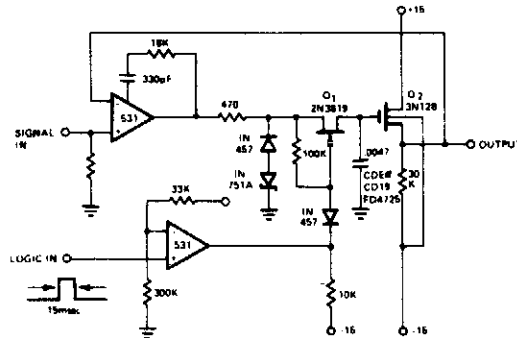 +15
18K
330pF
531
SIGNAL
IN
470
Q1
2N3819
Q2
3N128
IN
457
100K
IN
751A
.0047
CDE
CD19
FD4725
OUTPUT
30
K
33K
IN
457
531
LOGIC IN
300K
10K
15msec
-15
-15